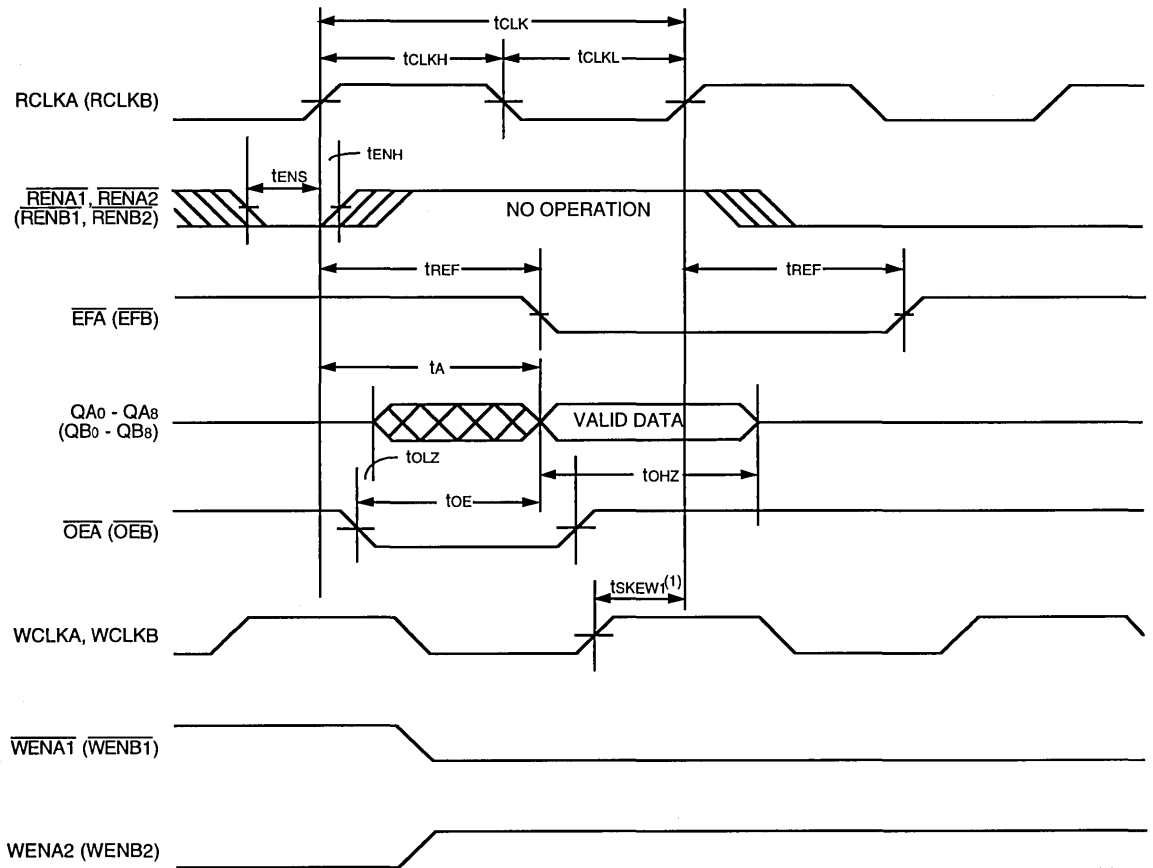 tCLK
tCLKH
tCLKL
RCLKA (RCLKB)
tENH
tENS
RENA1, RENA2
(RENB1, RENB2)
NO OPERATION
tREF
tREF
EFA (EFB)
tA
QA0 - QA8
(QB0 - QB8)
VALID DATA
tOLZ
tOHZ
tOE
OEA (OEB)
tSKEW1(1)
WCLKA, WCLKB
WENA1 (WENB1)
WENA2 (WENB2)